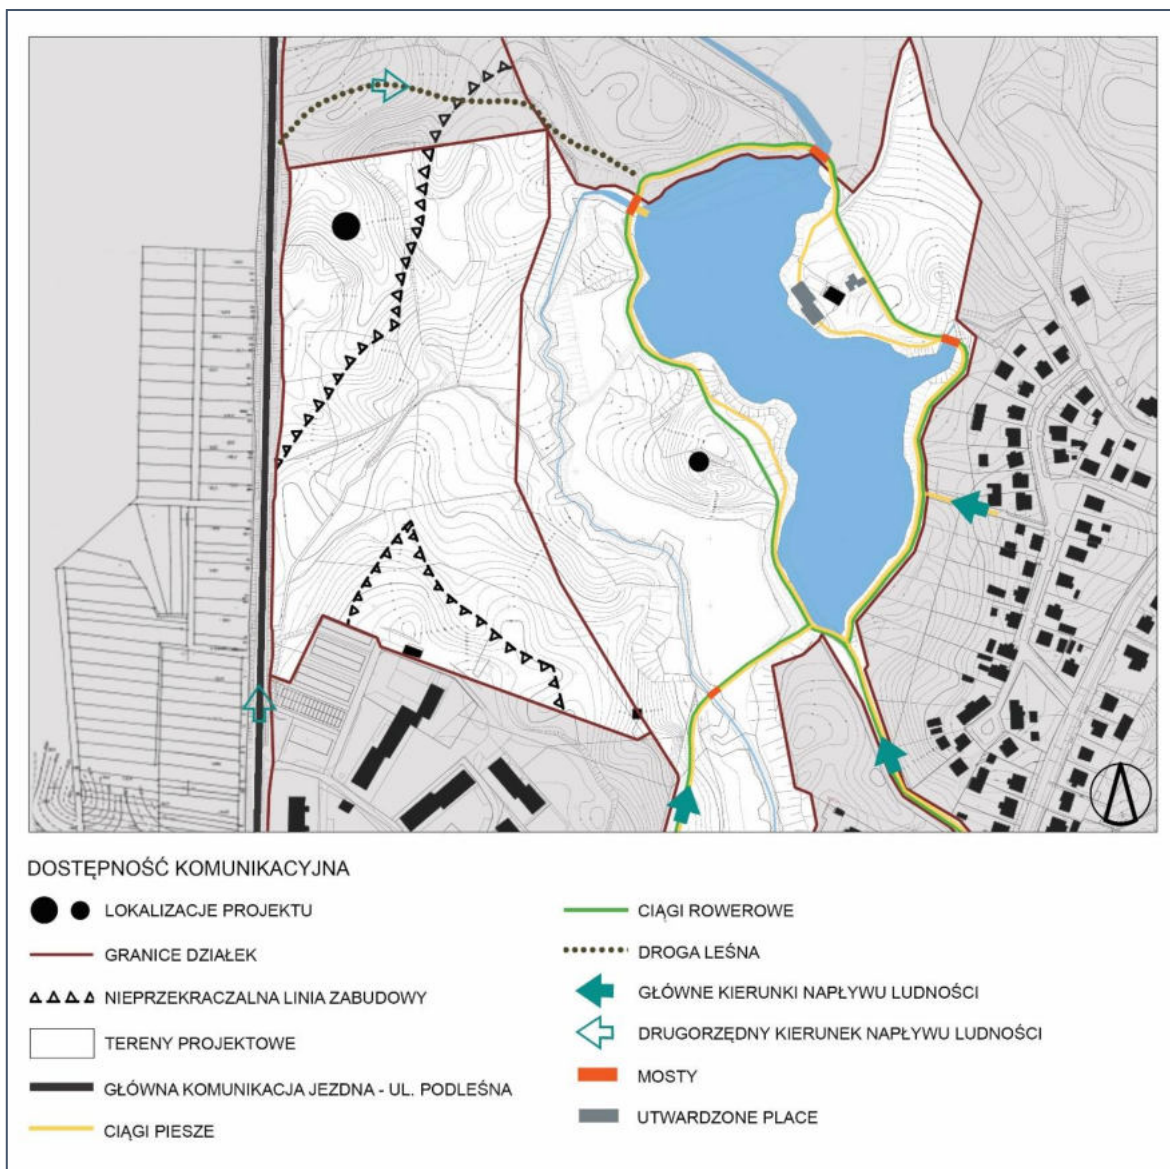 DOSTĘPNOŚĆ KOMUNIKACYJNA
LOKALIZACJE PROJEKTU
GRANICE DZIAŁEK
NIEPRZEKRACZALNA LINIA ZABUDOWY
TERENY PROJEKTOWE
GŁÓWNA KOMUNIKACJA JEZDNA - UL. PODLEŚNA
CIĄGI PIESZE
CIĄGI ROWEROWE
DROGA LEŚNA
GŁÓWNE KIERUNKI NAPŁYWU LUDNOŚCI
DRUGORZĘDNY KIERUNEK NAPŁYWU LUDNOŚCI
MOSTY
UTWARDZONE PLACE